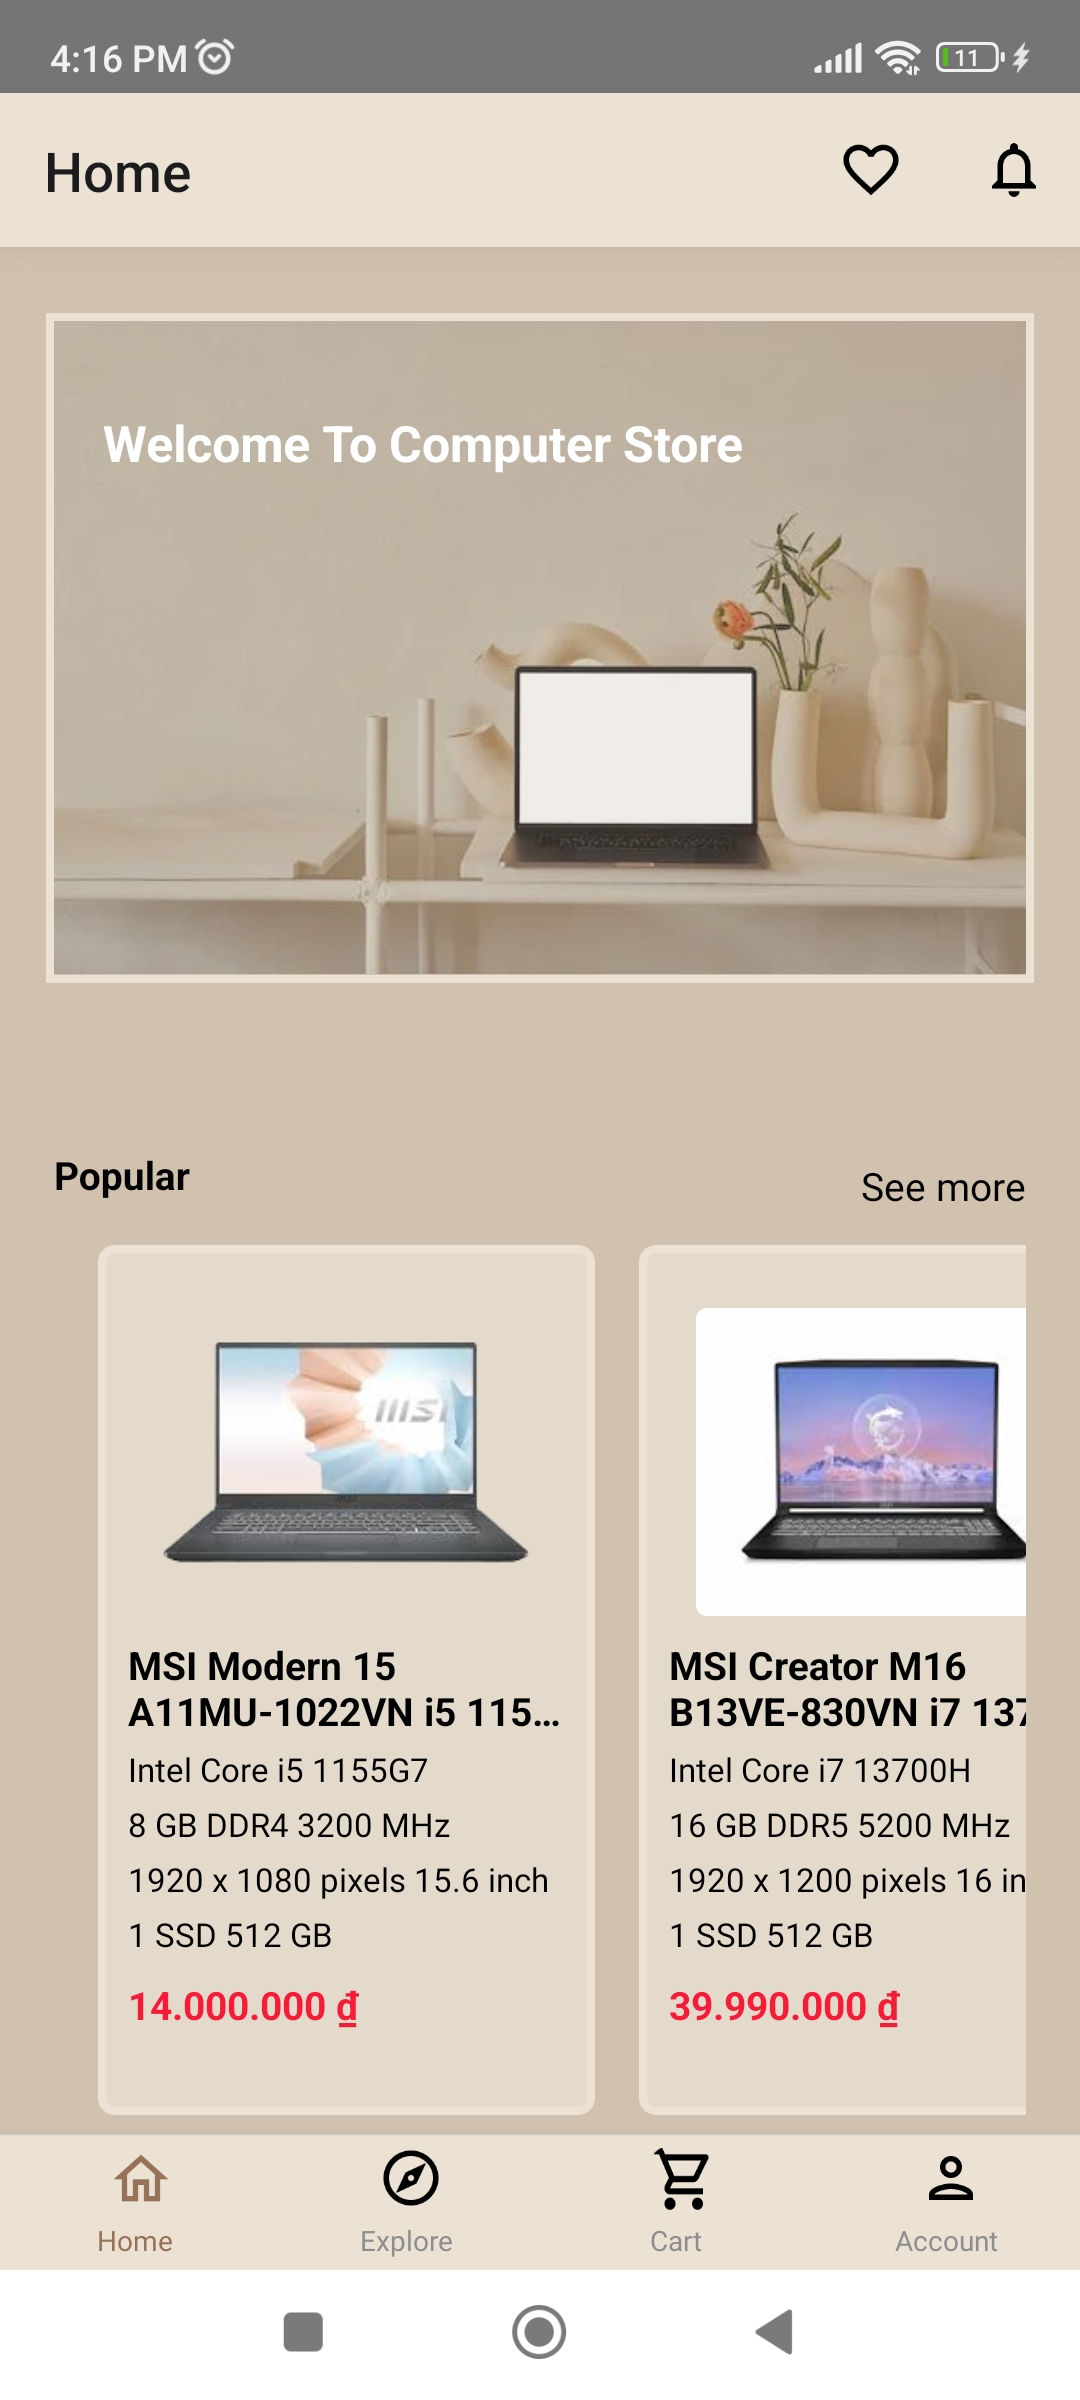 4:16 PM
11
Home
Welcome To Computer Store
Popular
See more
msi
MSI Modern 15
A11MU-1022VN i5 115...
Intel Core i5 1155G7
8 GB DDR4 3200 MHz
1920 x 1080 pixels 15.6 inch
1 SSD 512 GB
14.000.000 ₫
MSI Creator M16
B13VE-830VN i7 137
Intel Core i7 13700H
16 GB DDR5 5200 MHz
1920 x 1200 pixels 16 in
1 SSD 512 GB
39.990.000 ₫
Home
Explore
Cart
Account